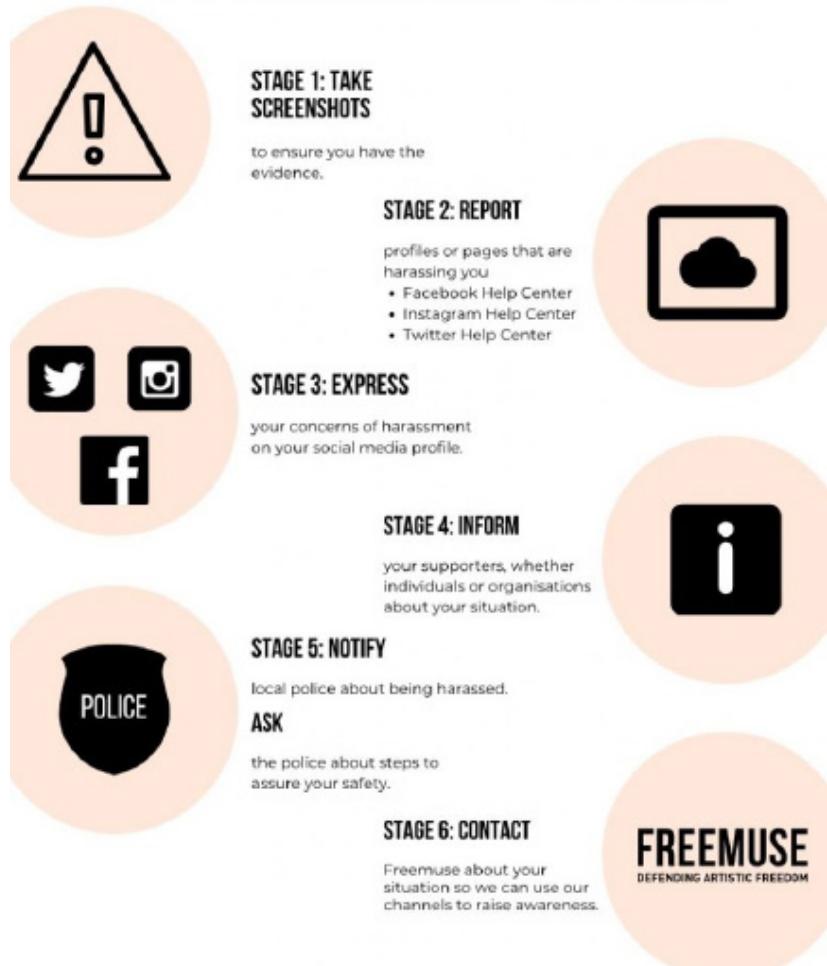 STAGE 1: TAKE
SCREENSHOTS
to ensure you have the
evidence.
STAGE 2: REPORT
profiles or pages that are
harassing you
• Facebook Help Center
• Instagram Help Center
• Twitter Help Center
STAGE 3: EXPRESS
your concerns of harassment
on your social media profile.
STAGE 4: INFORM
your supporters, whether
individuals or organisations
about your situation.
POLICE
STAGE 5: NOTIFY
local police about being harassed.
ASK
the police about steps to
assure your safety.
STAGE 6: CONTACT
Freemuse about your
situation so we can use our
channels to raise awareness.
FREEMUSE
DEFENDING ARTISTIC FREEDOM